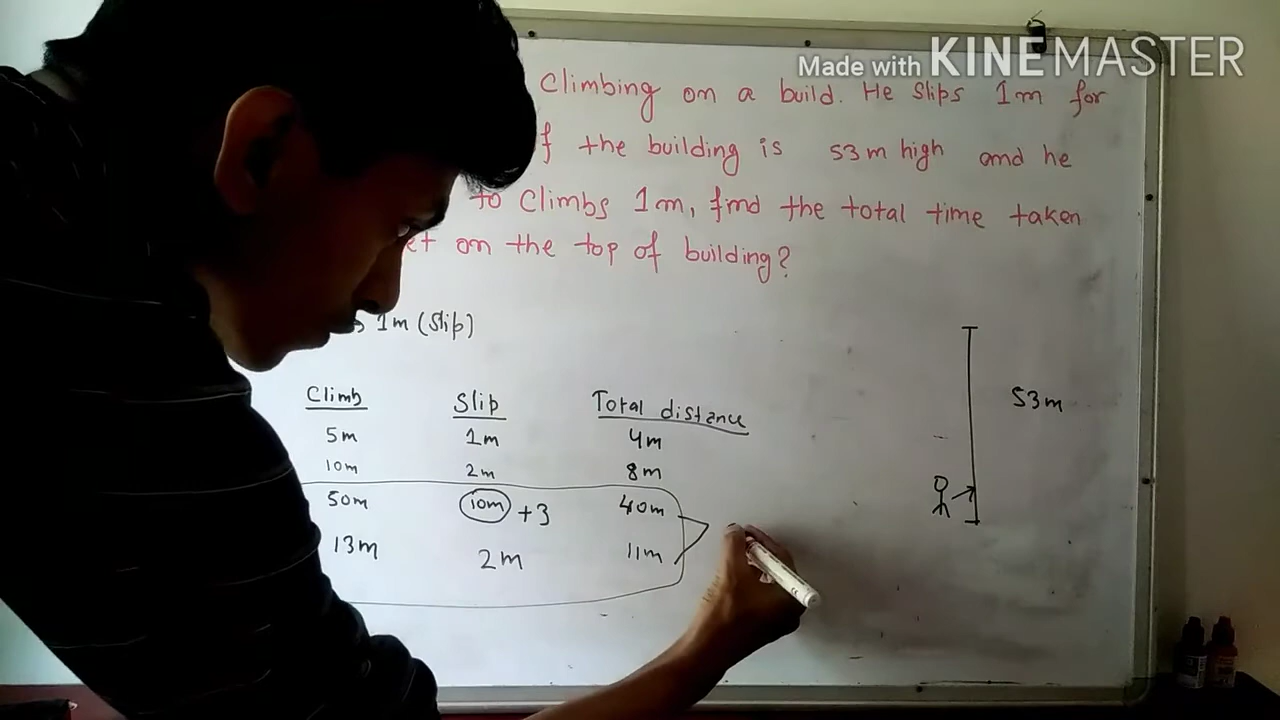 Made with KINEMASTER
Climbing on a build. He slips 1m for
the building is 53m high and he
to Climbs 1m, find the total time taken
on the top of building?
1m (slip)
53m
Climb Slip Total distance
5m 1m 4m
10m 2m 8m
50m 10m +3 40m
13m 2m 11m